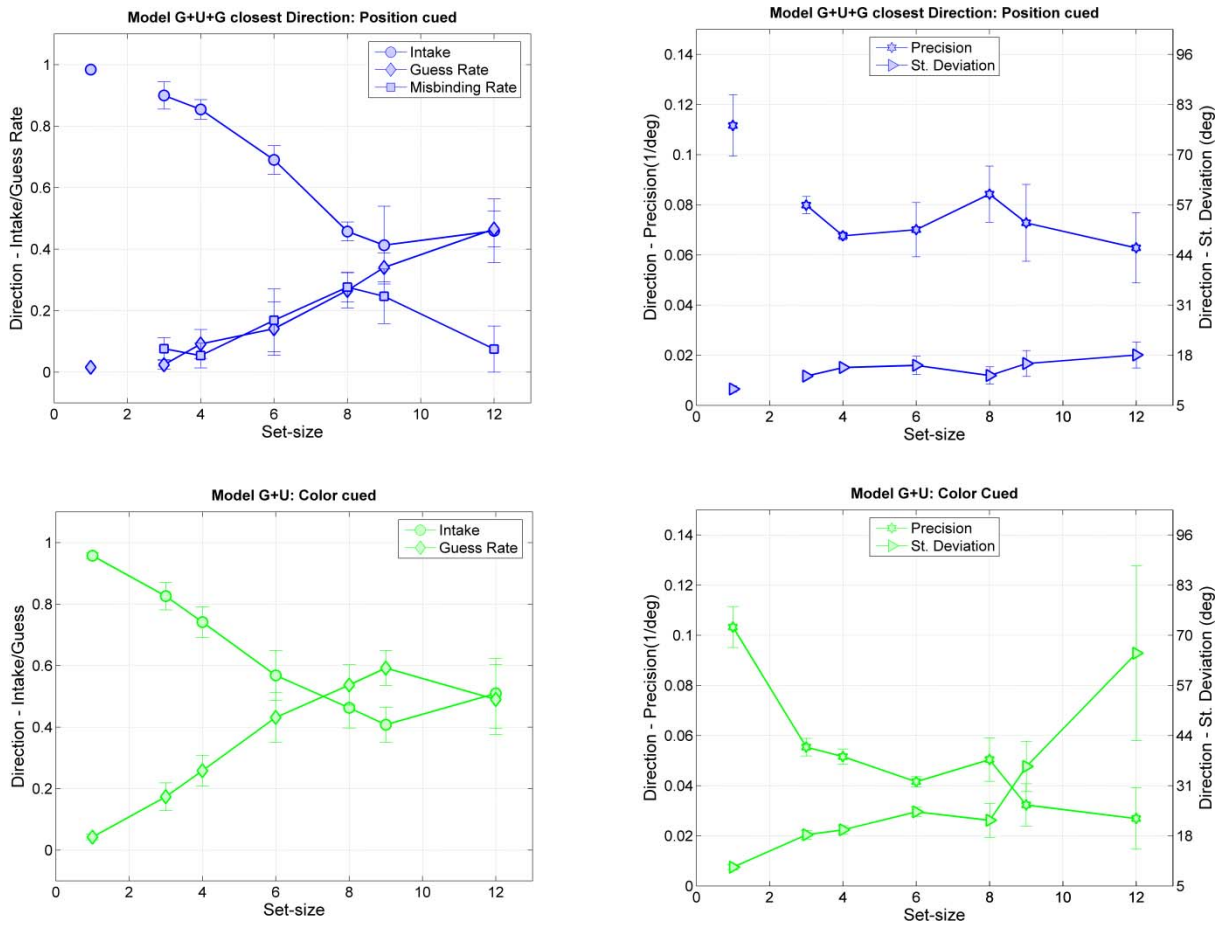 Model G+U+G closest Direction: Position cued
Intake
Guess Rate
Misbinding Rate
Direction - Intake/Guess Rate
1
0.8
0.6
0.4
0.2
0
0 2 4 6 8 10 12
Set-size
Model G+U+G closest Direction: Position cued
Precision
St. Deviation
Direction - Precision(1/deg)
0.14
0.12
0.1
0.08
0.06
0.04
0.02
0
96
83
70
57
44
31
18
5
Direction - St. Deviation (deg)
0 2 4 6 8 10 12
Set-size
Model G+U: Color cued
Intake
Guess Rate
Direction - Intake/Guess
1
0.8
0.6
0.4
0.2
0
0 2 4 6 8 10 12
Set-size
Model G+U: Color Cued
Precision
St. Deviation
Direction - Precision(1/deg)
0.14
0.12
0.1
0.08
0.06
0.04
0.02
0
96
83
70
57
44
31
18
5
Direction - St. Deviation (deg)
0 2 4 6 8 10 12
Set-size